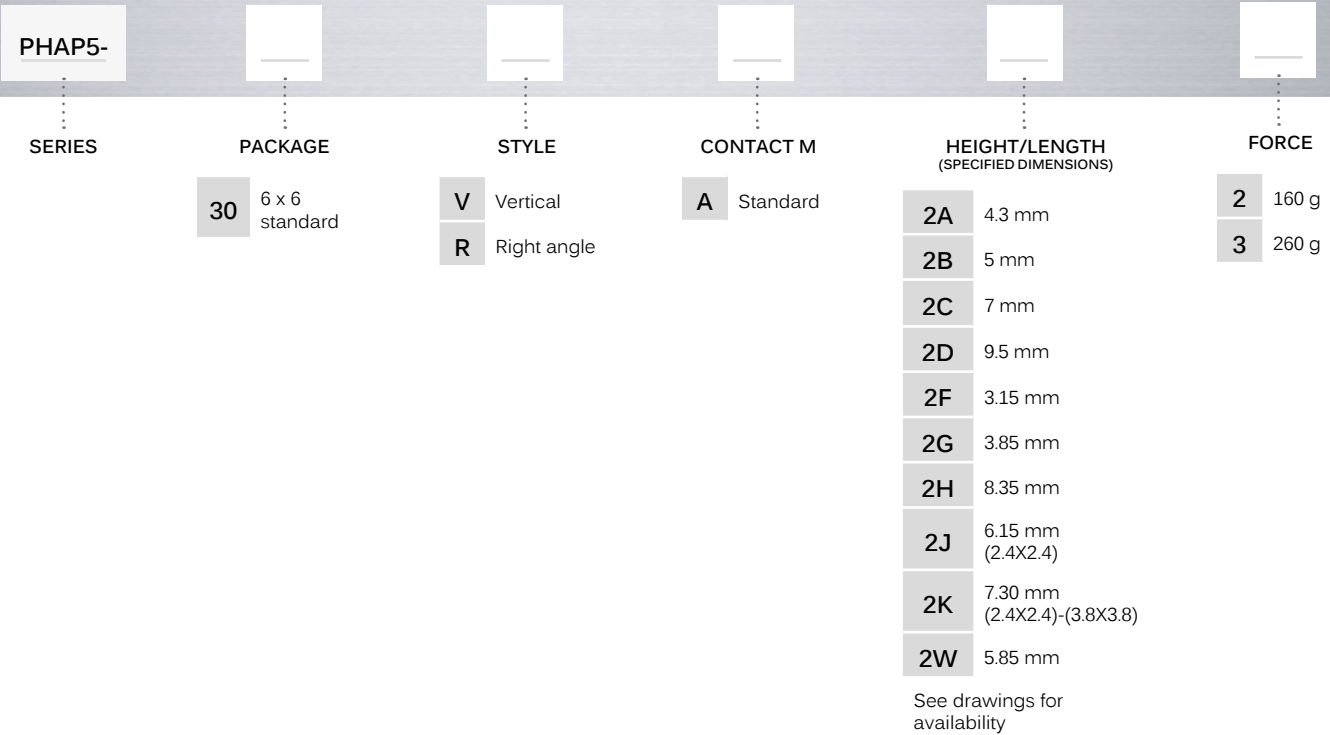 PHAP5-
SERIES
PACKAGE
30
6 x 6
standard
STYLE
V Vertical
R Right angle
CONTACT M
A Standard
HEIGHT/LENGTH
(SPECIFIED DIMENSIONS)
2A 4.3 mm
2B 5 mm
2C 7 mm
2D 9.5 mm
2F 3.15 mm
2G 3.85 mm
2H 8.35 mm
2J
6.15 mm
(2.4X2.4)
2K
7.30 mm
(2.4X2.4)-(3.8X3.8)
2W 5.85 mm
See drawings for
availability
FORCE
2 160 g
3 260 g